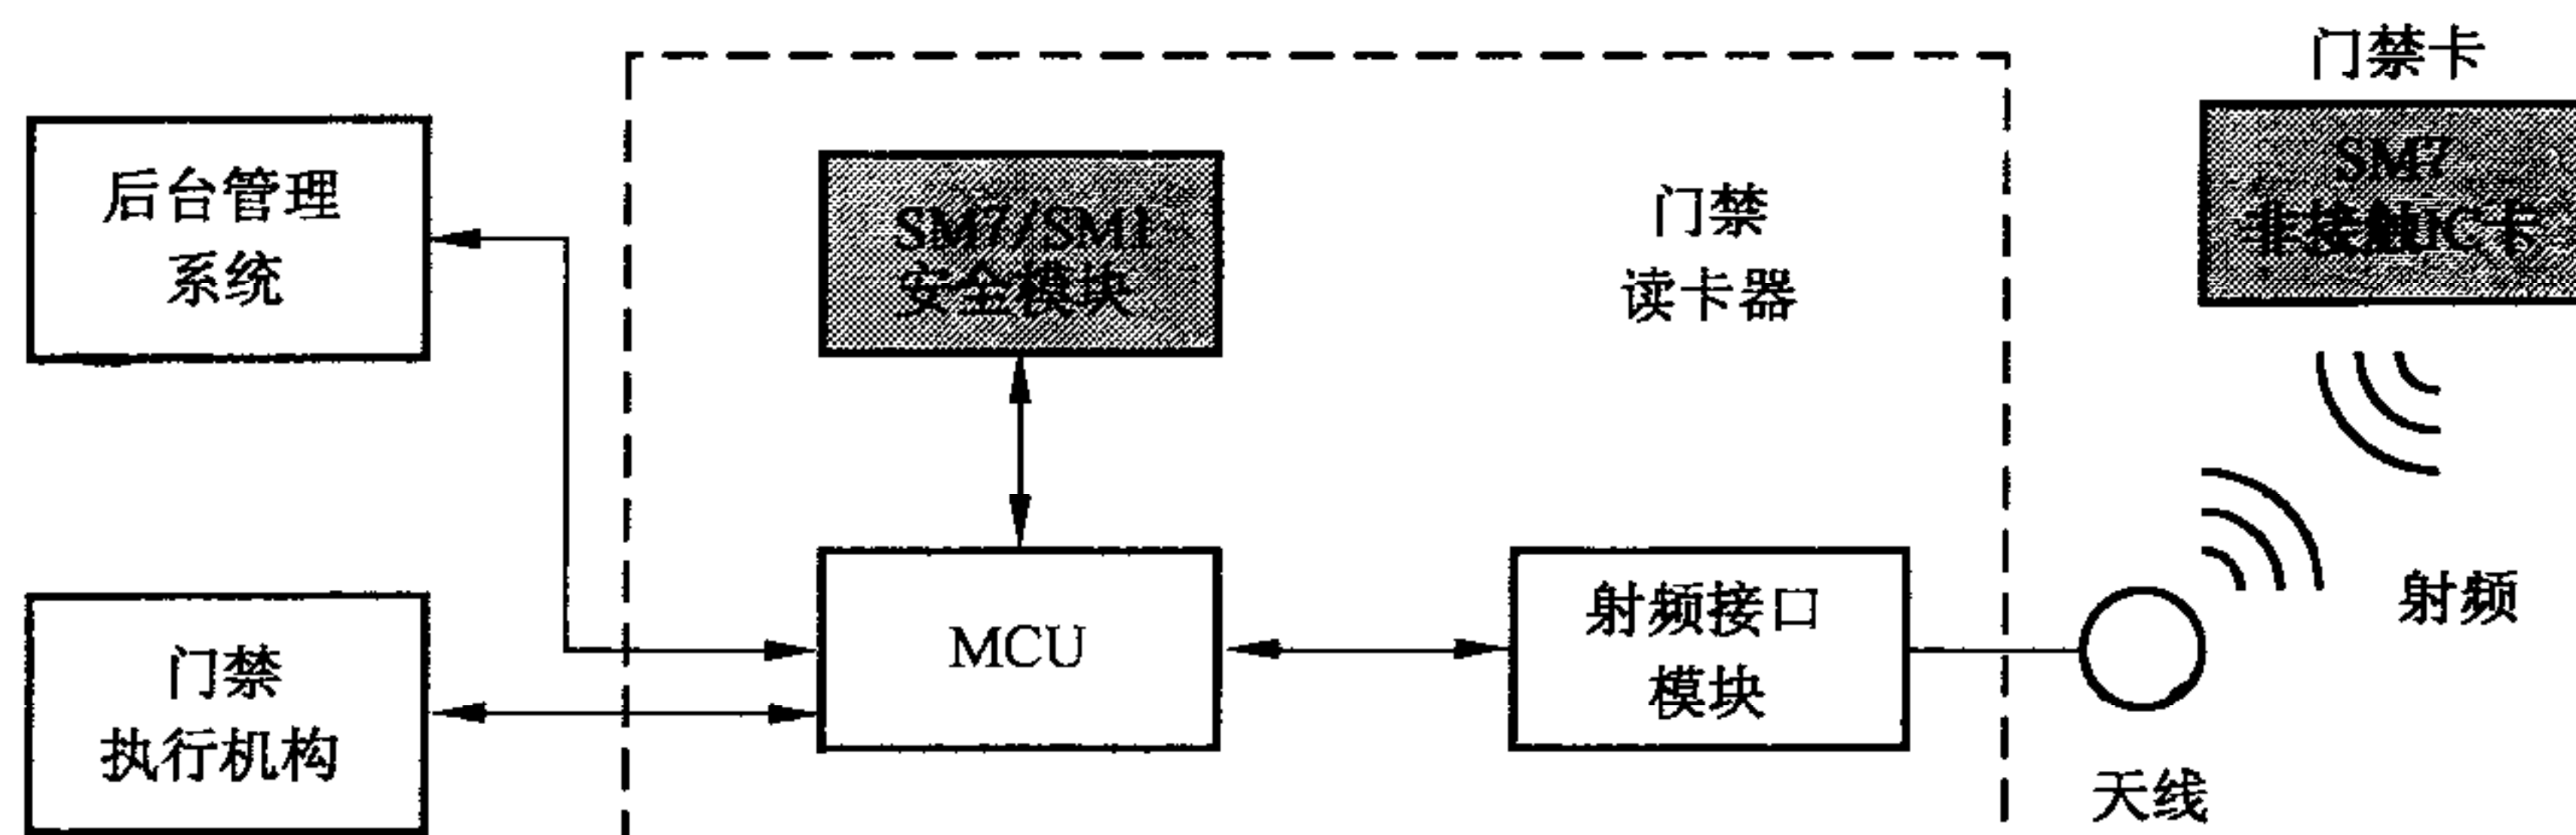 门禁卡
SM7
非接触IC卡
后台管理
系统
SM7/SM1
安全模块
门禁
读卡器
射频
门禁
执行机构
MCU
射频接口
模块
天线